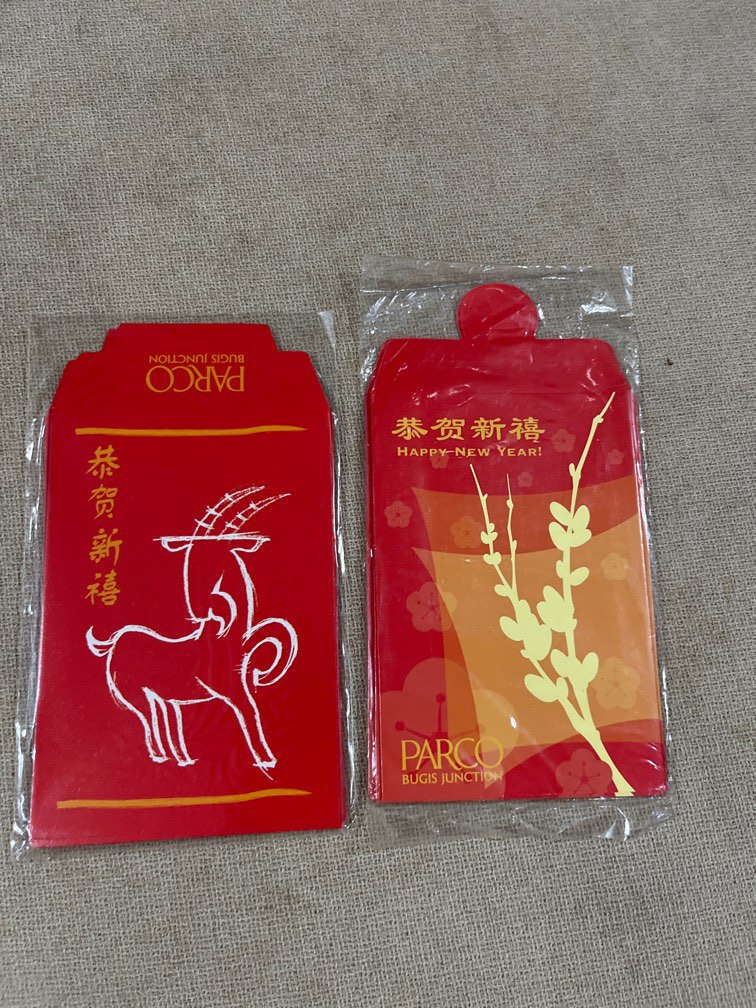 PARCO
BUGIS JUNCTION
恭贺新禧
恭贺新禧
HAPPY NEW YEAR!
PARCO
BUGIS JUNCTION